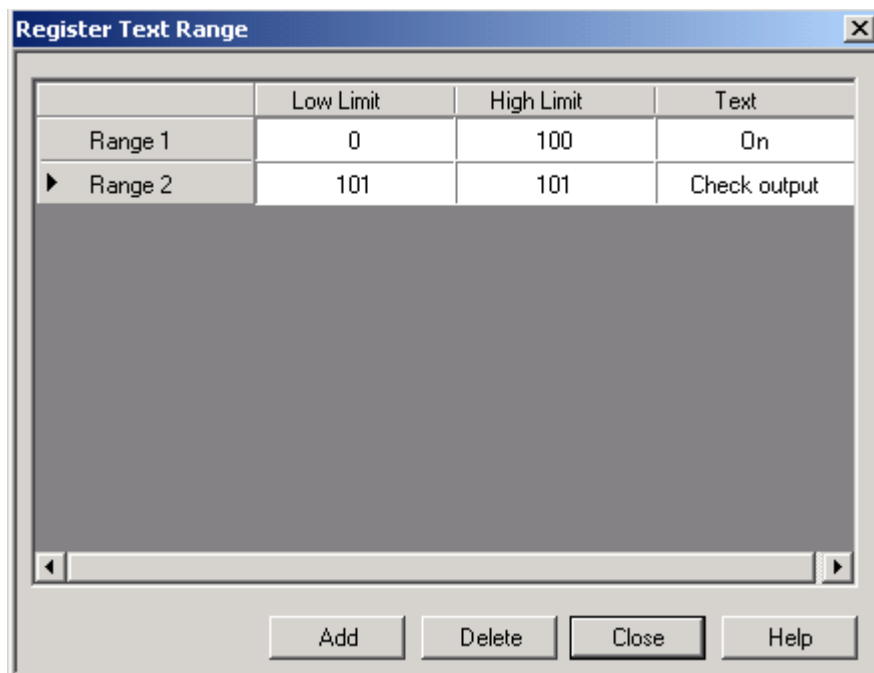 Register Text Range
Low Limit High Limit Text
Range 1 0 100 On
Range 2 101 101 Check output
Add Delete Close Help